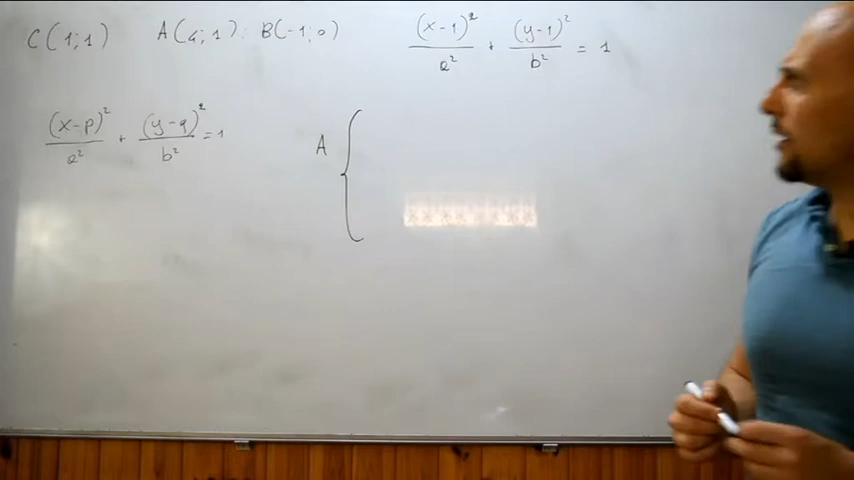 C(1;1) A(4;1) B(-1;0) (x-1)²/a² + (y-1)²/b² = 1
(x-p)²/a² + (y-q)²/b² = 1 A {